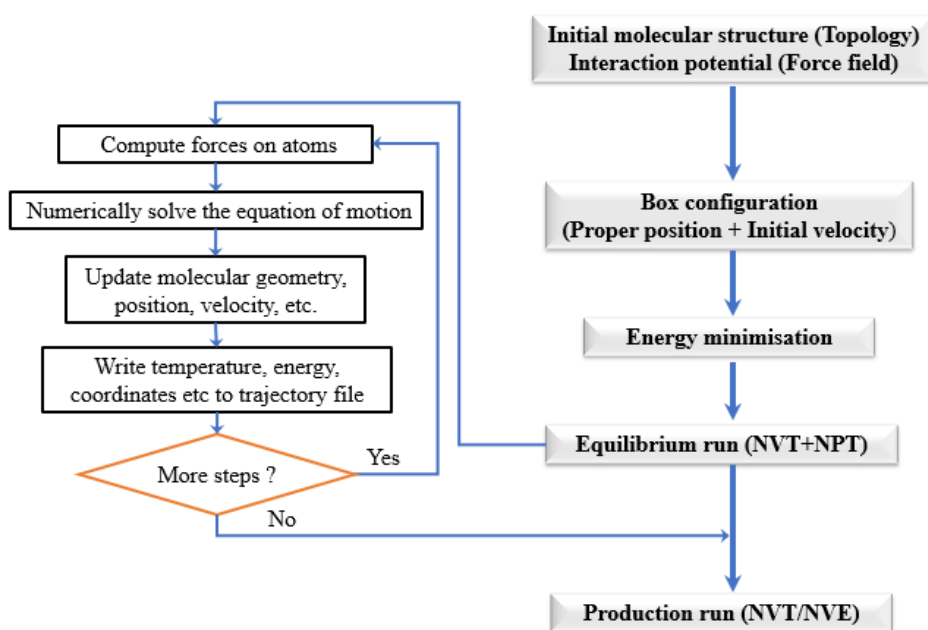 Initial molecular structure (Topology)
Interaction potential (Force field)
Compute forces on atoms
Numerically solve the equation of motion
Update molecular geometry,
position, velocity, etc.
Write temperature, energy,
coordinates etc to trajectory file
More steps ?
Yes
No
Box configuration
(Proper position + Initial velocity)
Energy minimisation
Equilibrium run (NVT+NPT)
Production run (NVT/NVE)